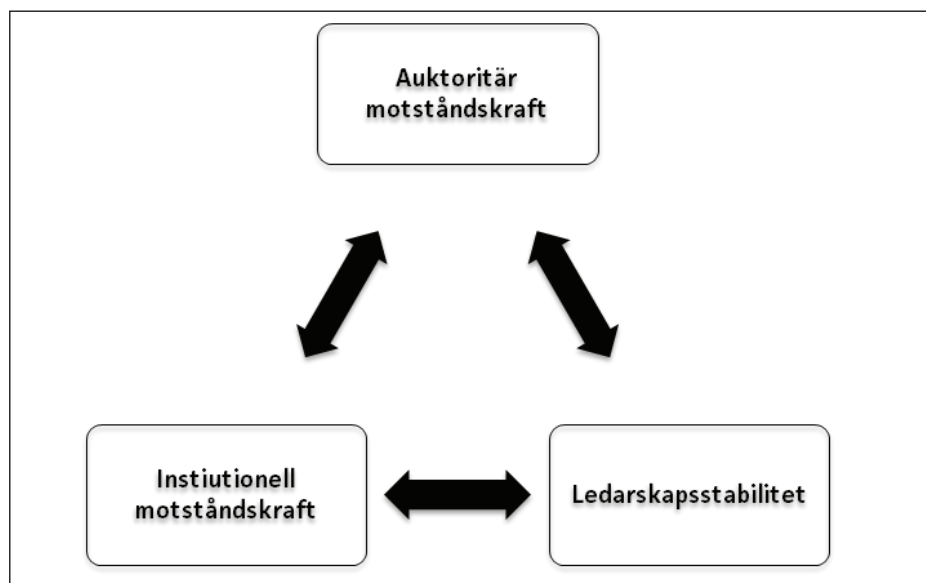 Auktoritär
motståndskraft
Instiutionell
motståndskraft
Ledarskapsstabilitet